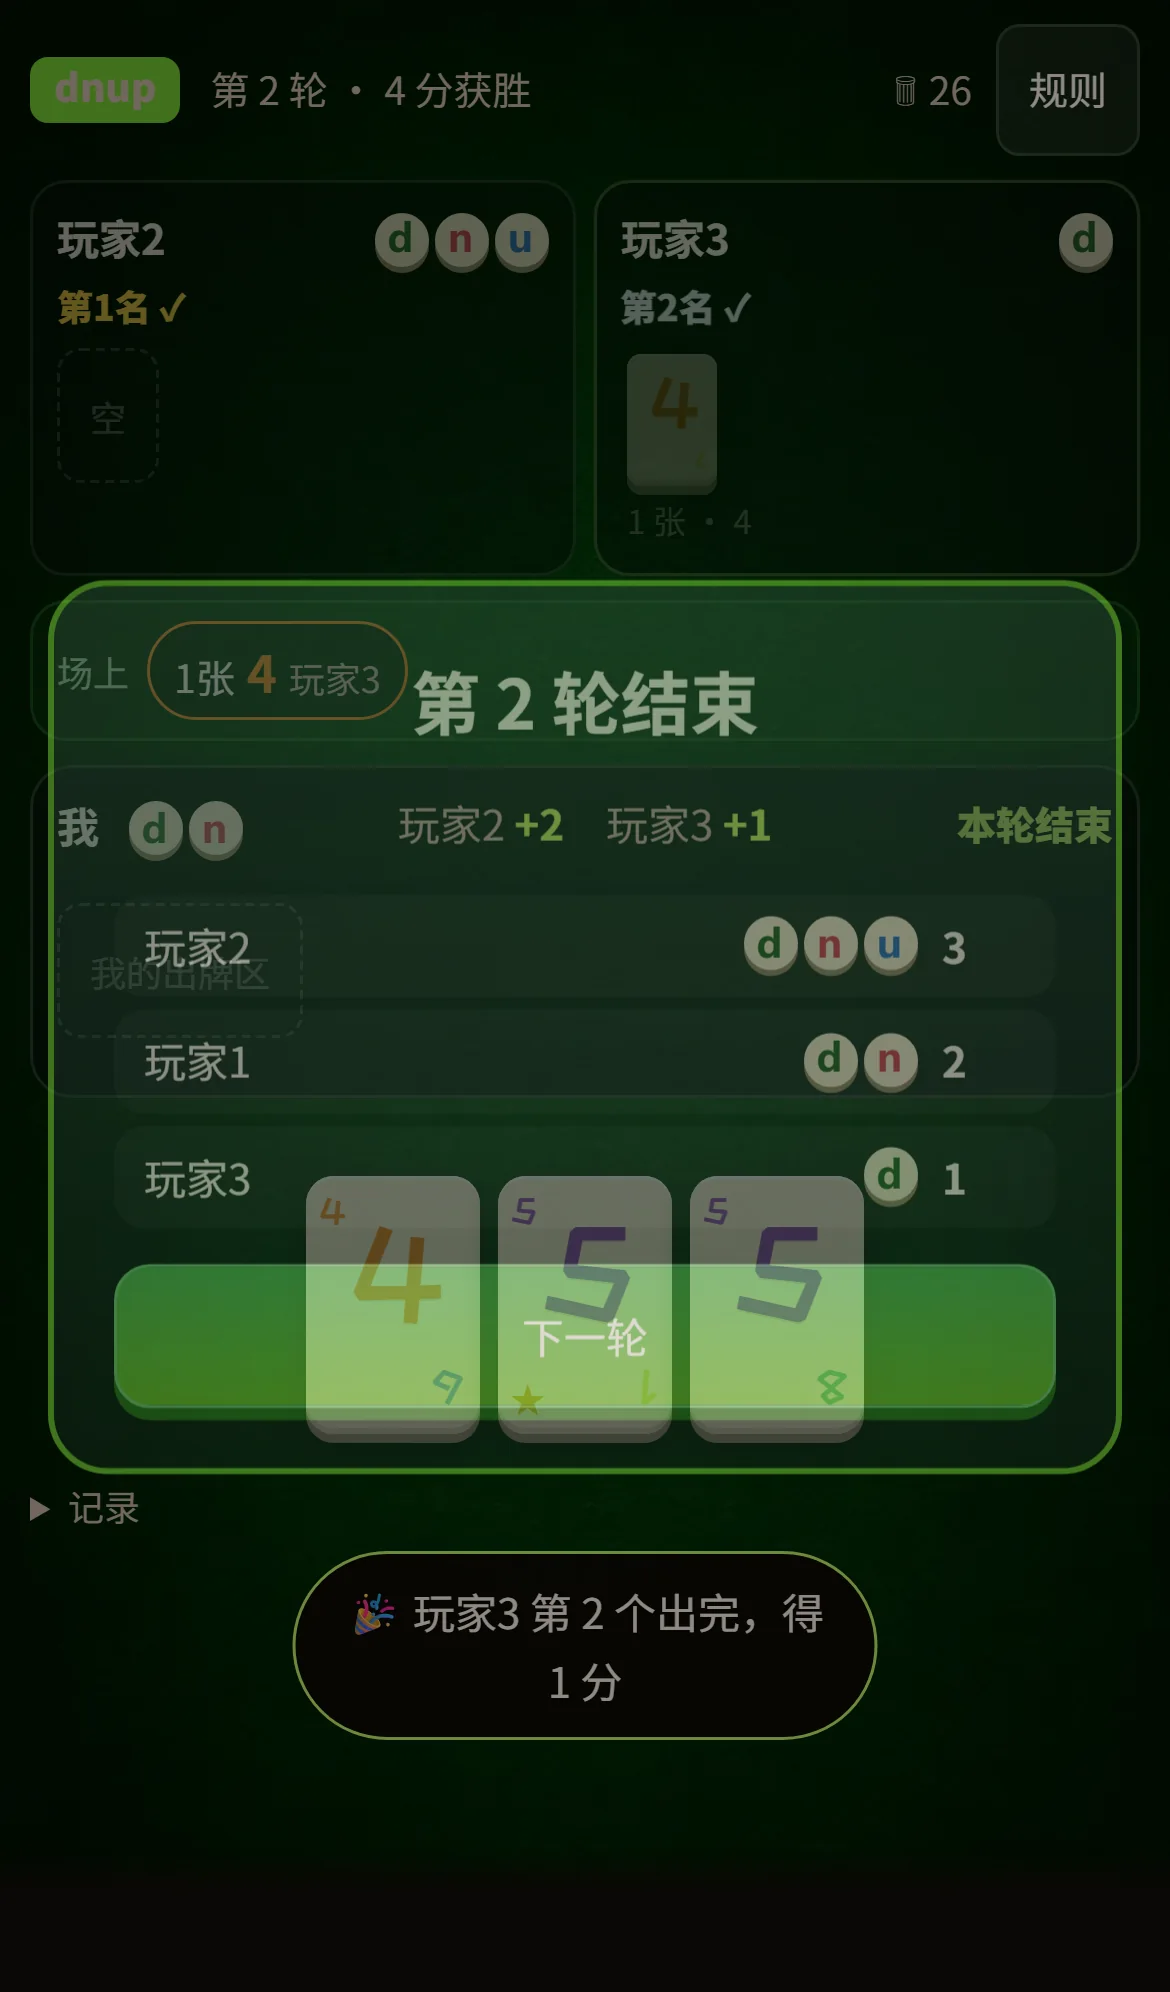 dnup 第 2 轮 · 4 分获胜 26 规则
玩家2 d n u
第1名 ✓
空
玩家3 d
第2名 ✓
4
1 张 · 4
场上 1张 4 玩家3
第 2 轮结束
我 d n
玩家2 +2 玩家3 +1
本轮结束
我的出牌区
玩家2 d n u 3
玩家1 d n 2
玩家3 d 1
4 4 9
5 5 ★ 1
5 5 8
下一轮
▶ 记录
🎉 玩家3 第 2 个出完，得
1 分